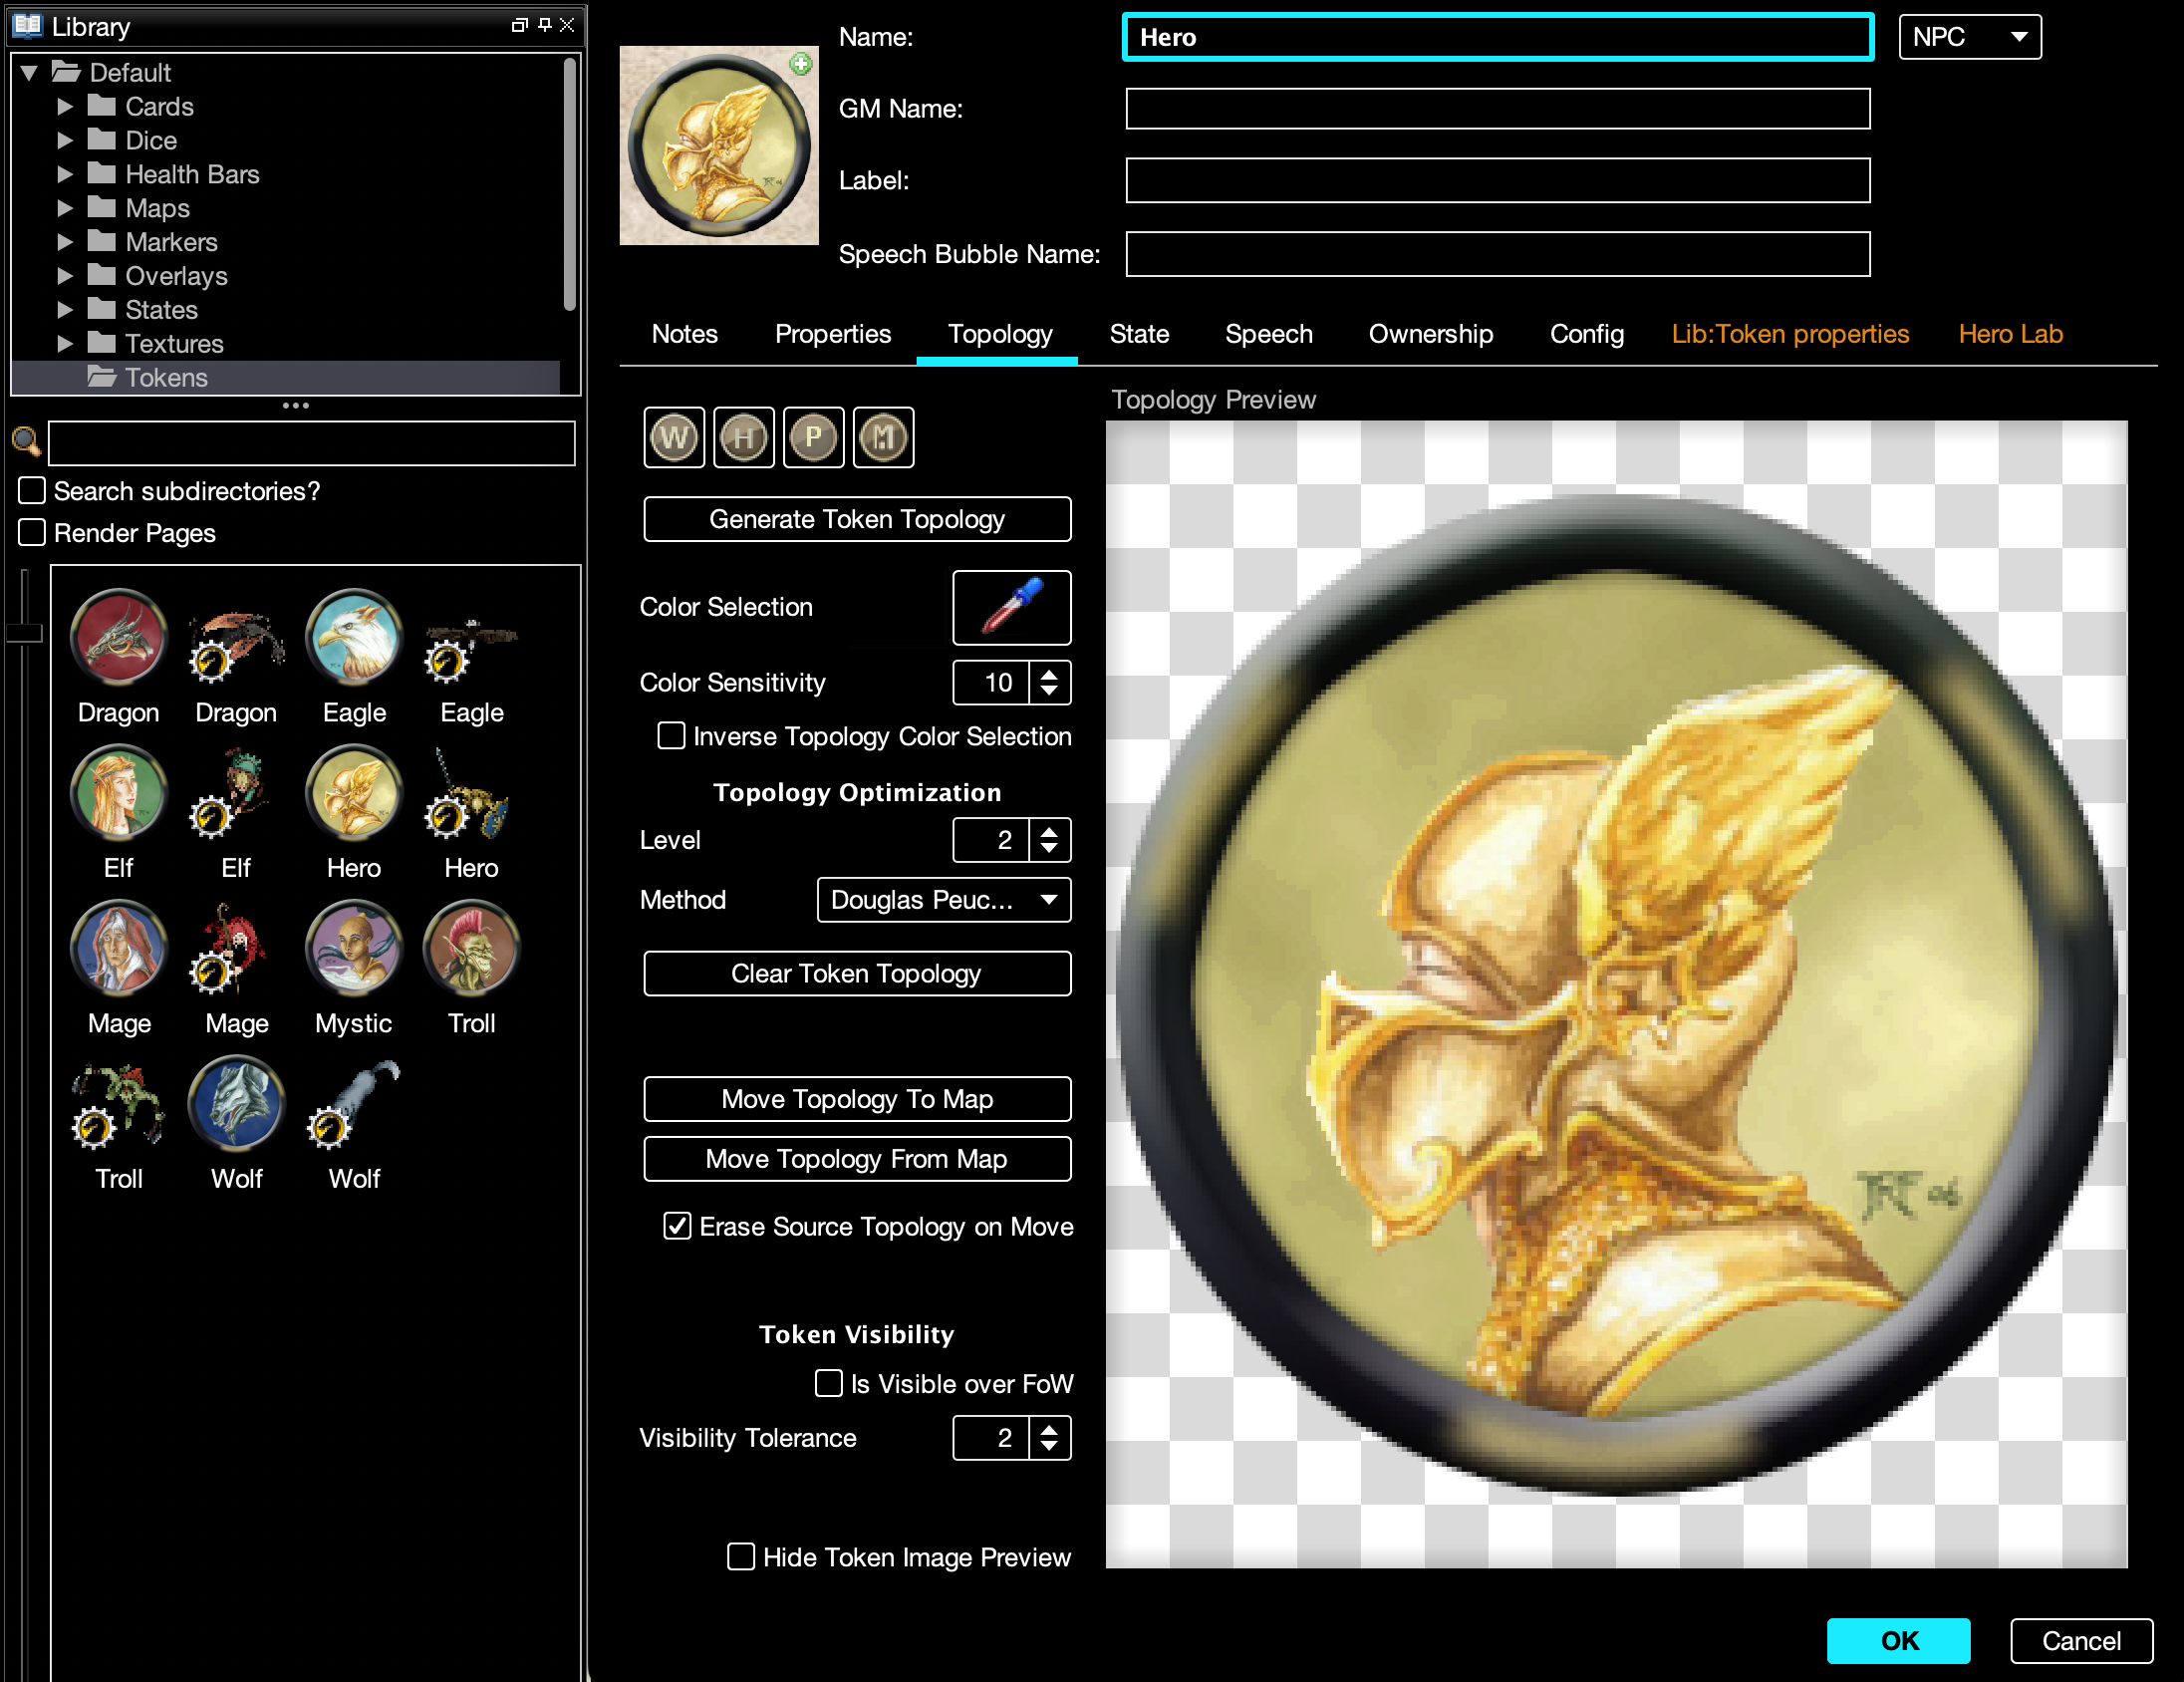 Library
Default
Cards
Dice
Health Bars
Maps
Markers
Overlays
States
Textures
Tokens
Search subdirectories?
Render Pages
Dragon Dragon Eagle Eagle
Elf Elf Hero Hero
Mage Mage Mystic Troll
Troll Wolf Wolf
Name: Hero NPC
GM Name:
Label:
Speech Bubble Name:
Notes Properties Topology State Speech Ownership Config Lib:Token properties Hero Lab
W H P M
Generate Token Topology
Color Selection
Color Sensitivity 10
Inverse Topology Color Selection
Topology Optimization
Level 2
Method Douglas Peuc...
Clear Token Topology
Move Topology To Map
Move Topology From Map
Erase Source Topology on Move
Token Visibility
Is Visible over FoW
Visibility Tolerance 2
Hide Token Image Preview
Topology Preview
OK Cancel